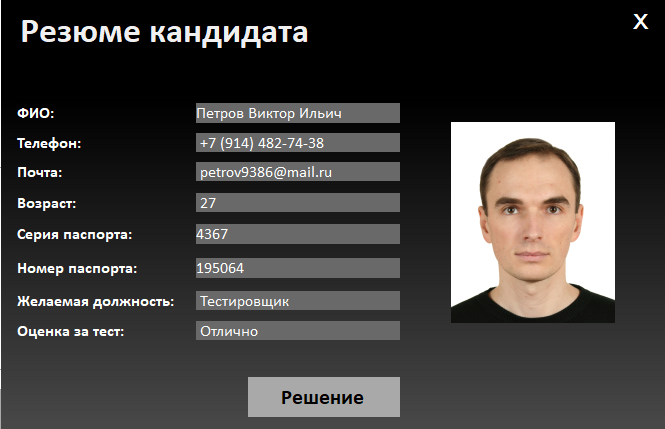 Резюме кандидата X
ФИО: Петров Виктор Ильич
Телефон: +7 (914) 482-74-38
Почта: petrov9386@mail.ru
Возраст: 27
Серия паспорта: 4367
Номер паспорта: 195064
Желаемая должность: Тестировщик
Оценка за тест: Отлично
Решение